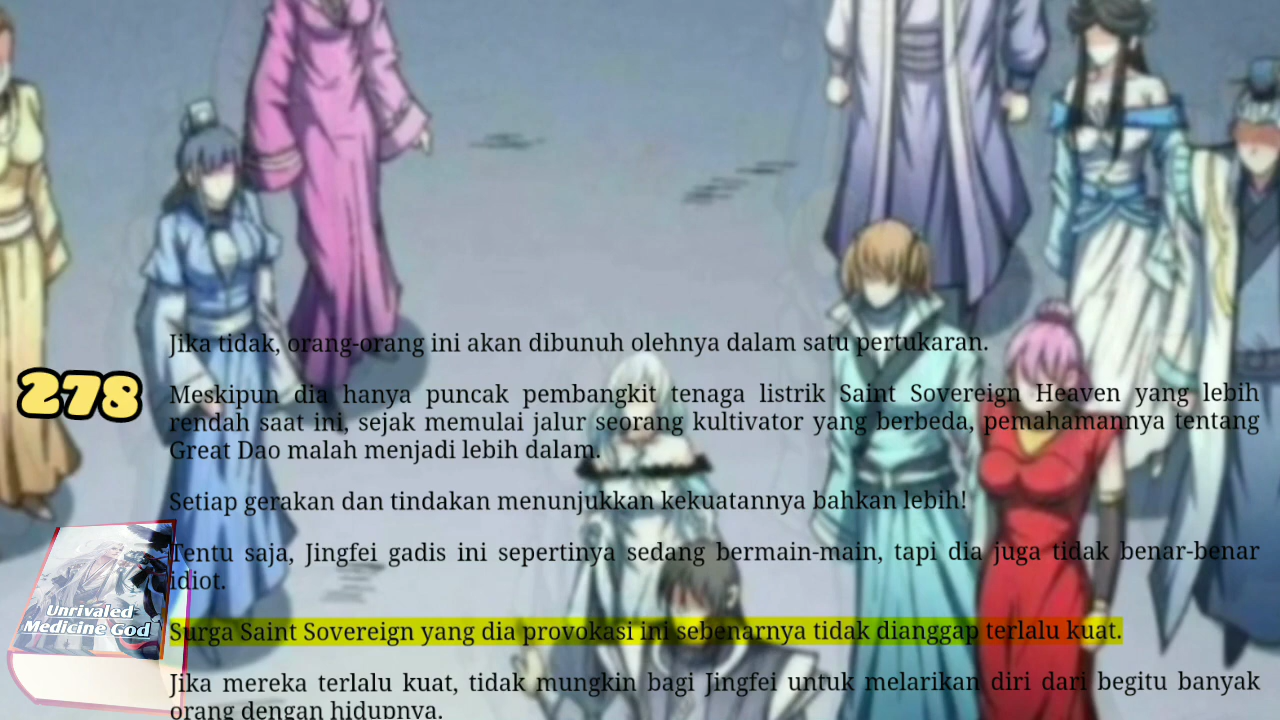 Jika tidak, orang-orang ini akan dibunuh olehnya dalam satu pertukaran.
278
Meskipun dia hanya puncak pembangkit tenaga listrik Saint Sovereign Heaven yang lebih
rendah saat ini, sejak memulai jalur seorang kultivator yang berbeda, pemahamannya tentang
Great Dao malah menjadi lebih dalam.
Setiap gerakan dan tindakan menunjukkan kekuatannya bahkan lebih!
Tentu saja, Jingfei gadis ini sepertinya sedang bermain-main, tapi dia juga tidak benar-benar
idiot.
Unrivaled
Medicine God
Surga Saint Sovereign yang dia provokasi ini sebenarnya tidak dianggap terlalu kuat.
Jika mereka terlalu kuat, tidak mungkin bagi Jingfei untuk melarikan diri dari begitu banyak
orang dengan hidupnya.